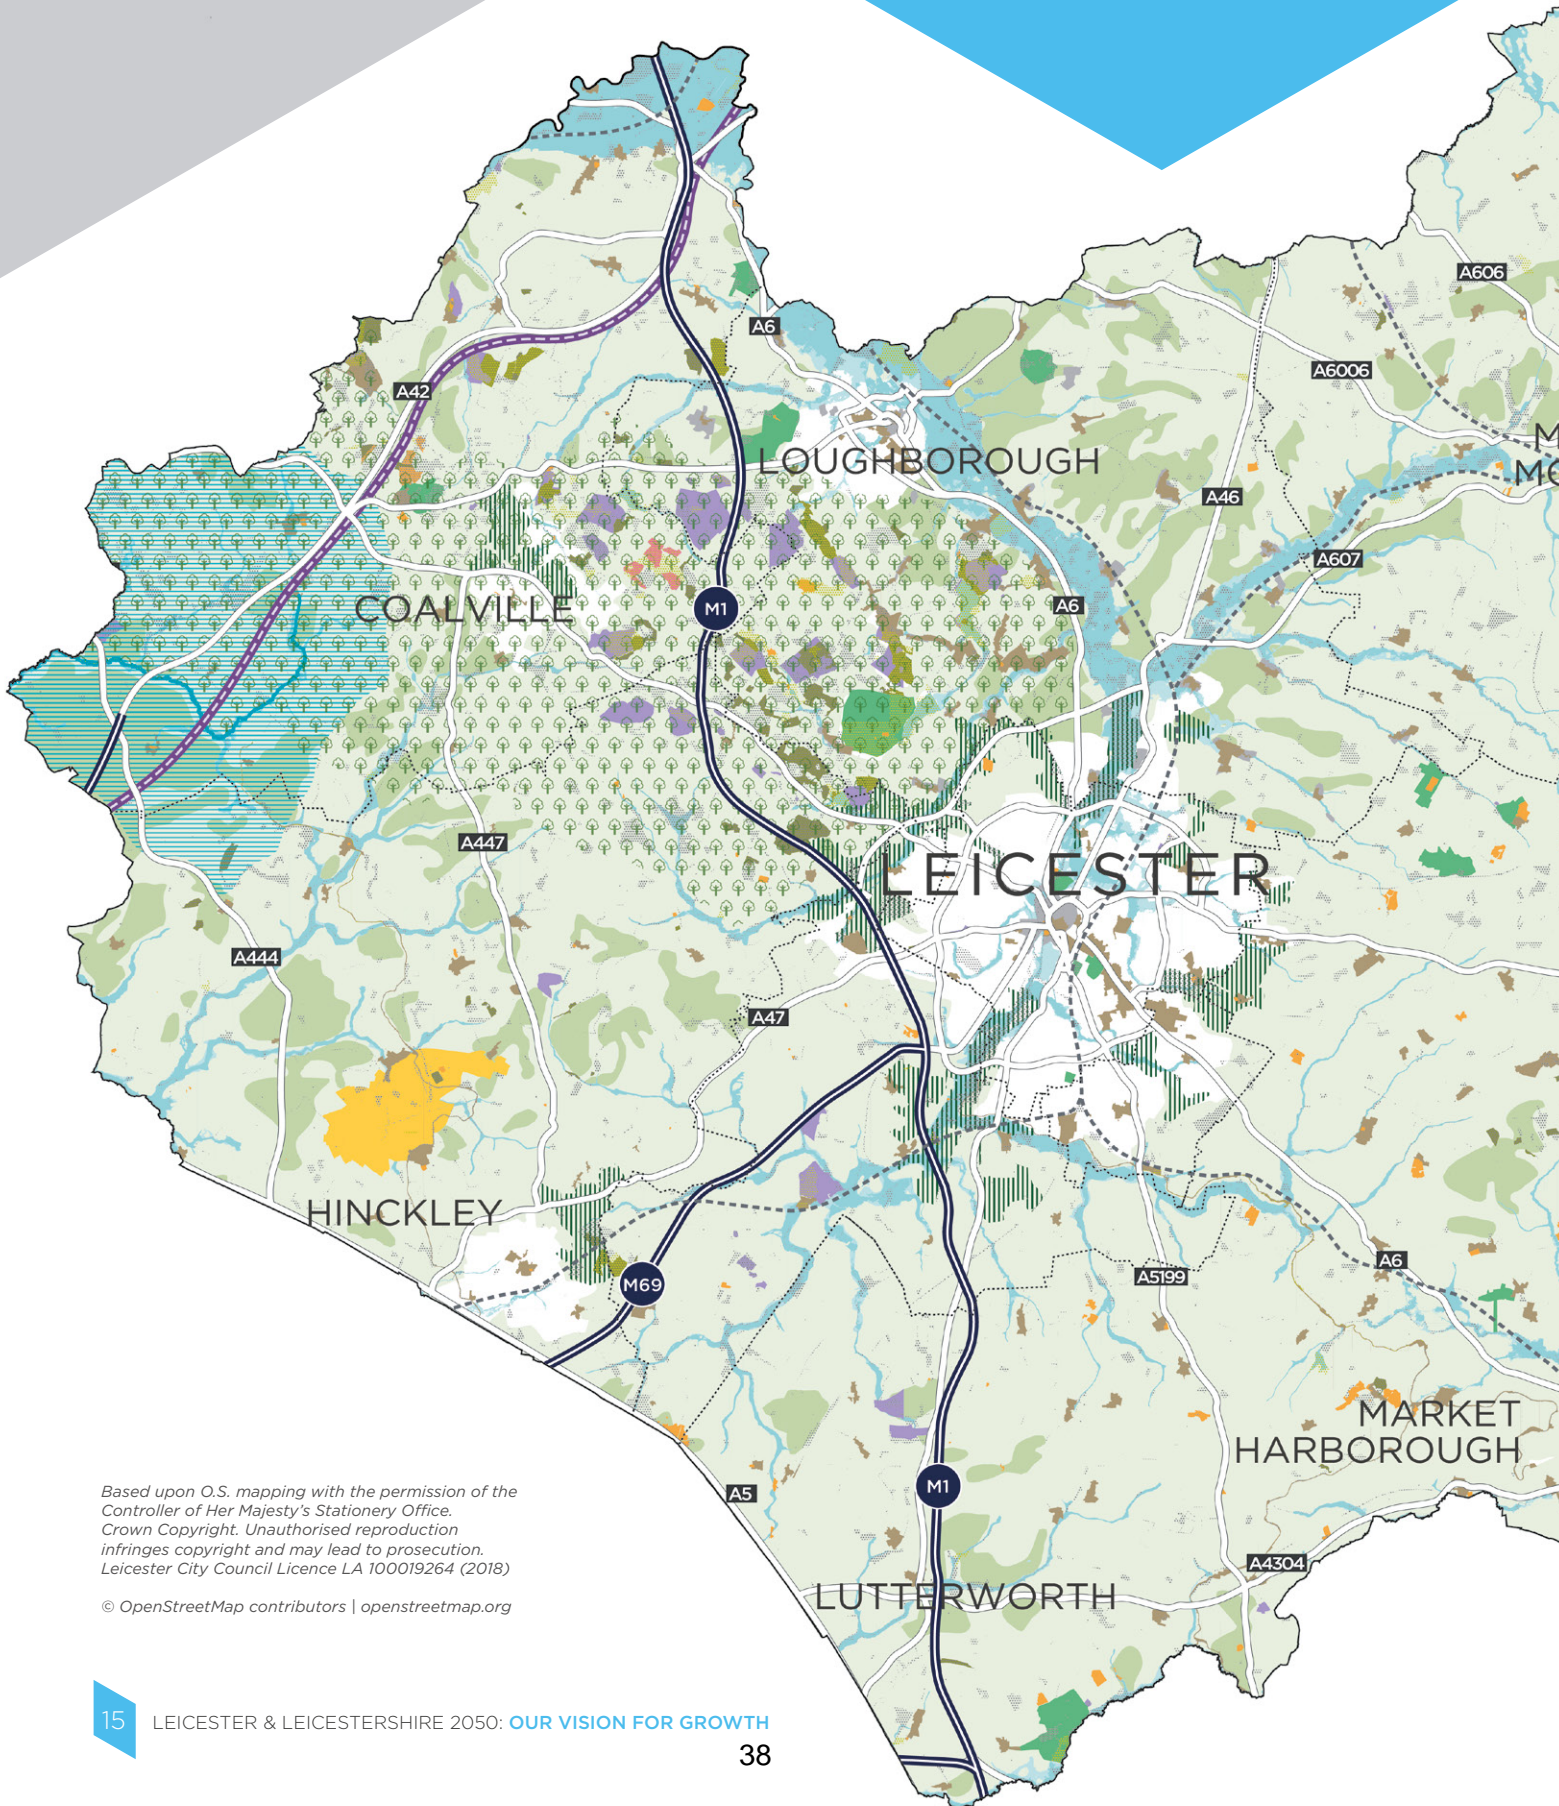 A606
A6
A6006
A42
M
MO
LOUGHBOROUGH
A46
A607
COALVILLE
M1
A6
A447
LEICESTER
A444
A47
HINCKLEY
M69
A6
A5199
MARKET
HARBOROUGH
M1
A5
A4304
LUTTERWORTH
Based upon O.S. mapping with the permission of the
Controller of Her Majesty's Stationery Office.
Crown Copyright. Unauthorised reproduction
infringes copyright and may lead to prosecution.
Leicester City Council Licence LA 100019264 (2018)
© OpenStreetMap contributors | openstreetmap.org
15 LEICESTER & LEICESTERSHIRE 2050: OUR VISION FOR GROWTH
38